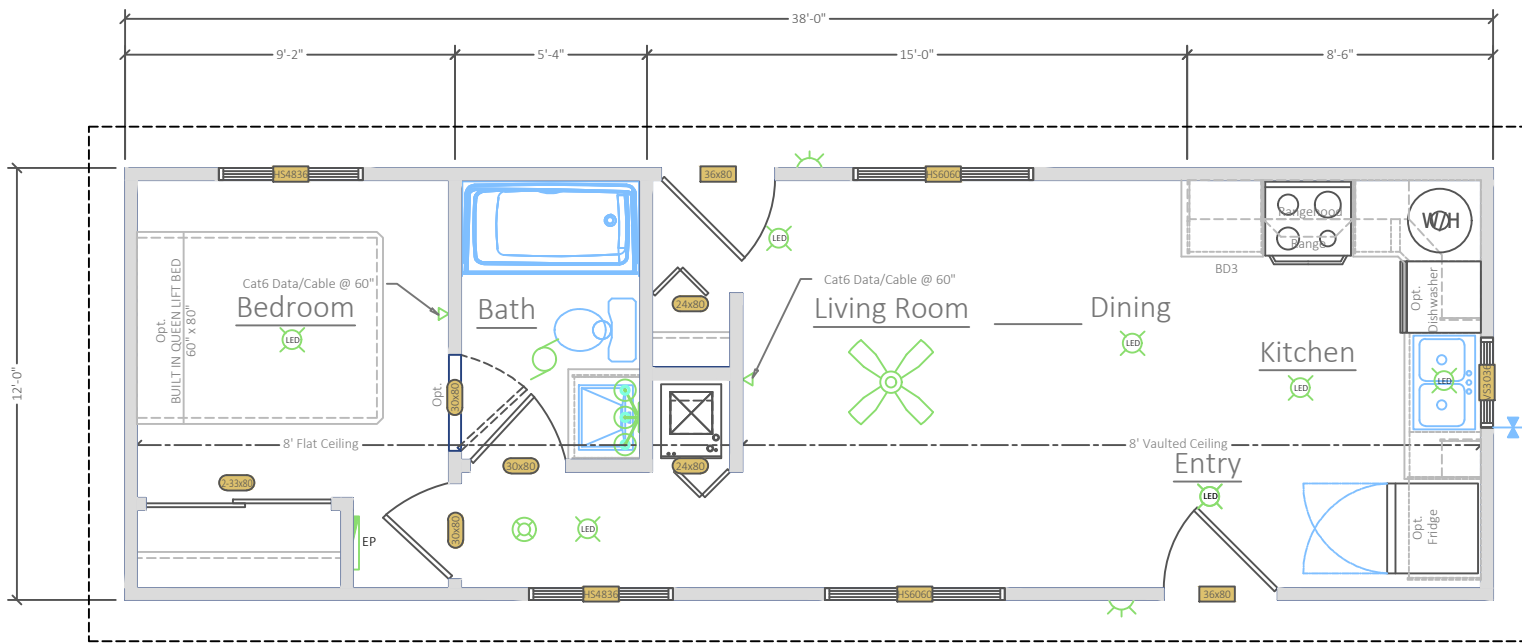 38'-0"
9'-2"
5'-4"
15'-0"
8'-6"
12'-0"
HS4836
36x80
HS6060
LED
Rangehood
Range
W/H
BD3
Opt.
BUILT IN QUEEN LIFT BED
60" x 80"
Cat6 Data/Cable @ 60"
Bedroom
LED
Bath
24x80
Cat6 Data/Cable @ 60"
Living Room
Dining
LED
Kitchen
LED
Opt.
Dishwasher
LED
VS3036
Opt.
30x80
8' Flat Ceiling
8' Vaulted Ceiling
2-33x80
30x80
24x80
Entry
LED
EP
30x80
LED
Opt.
Fridge
HS4836
HS6060
36x80